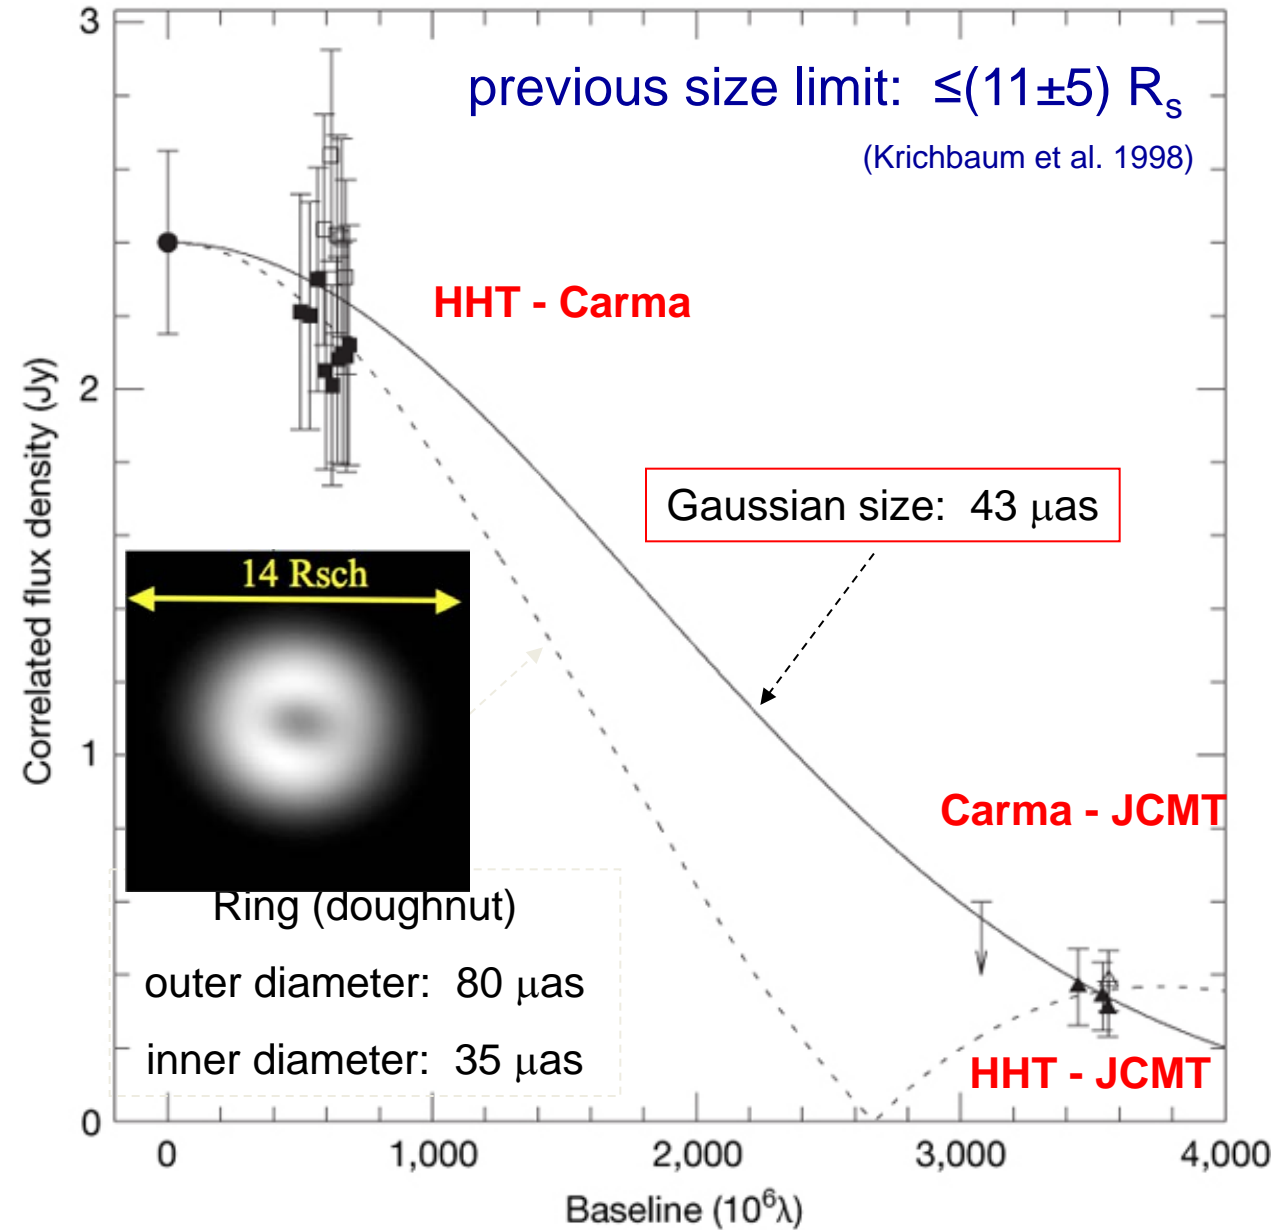 3
previous size limit: ≤(11±5) Rs
(Krichbaum et al. 1998)
HHT - Carma
2
Correlated flux density (Jy)
Gaussian size: 43 μas
14 Rsch
1
Carma - JCMT
Ring (doughnut)
outer diameter: 80 μas
inner diameter: 35 μas
HHT - JCMT
0
0 1,000 2,000 3,000 4,000
Baseline (10⁶λ)